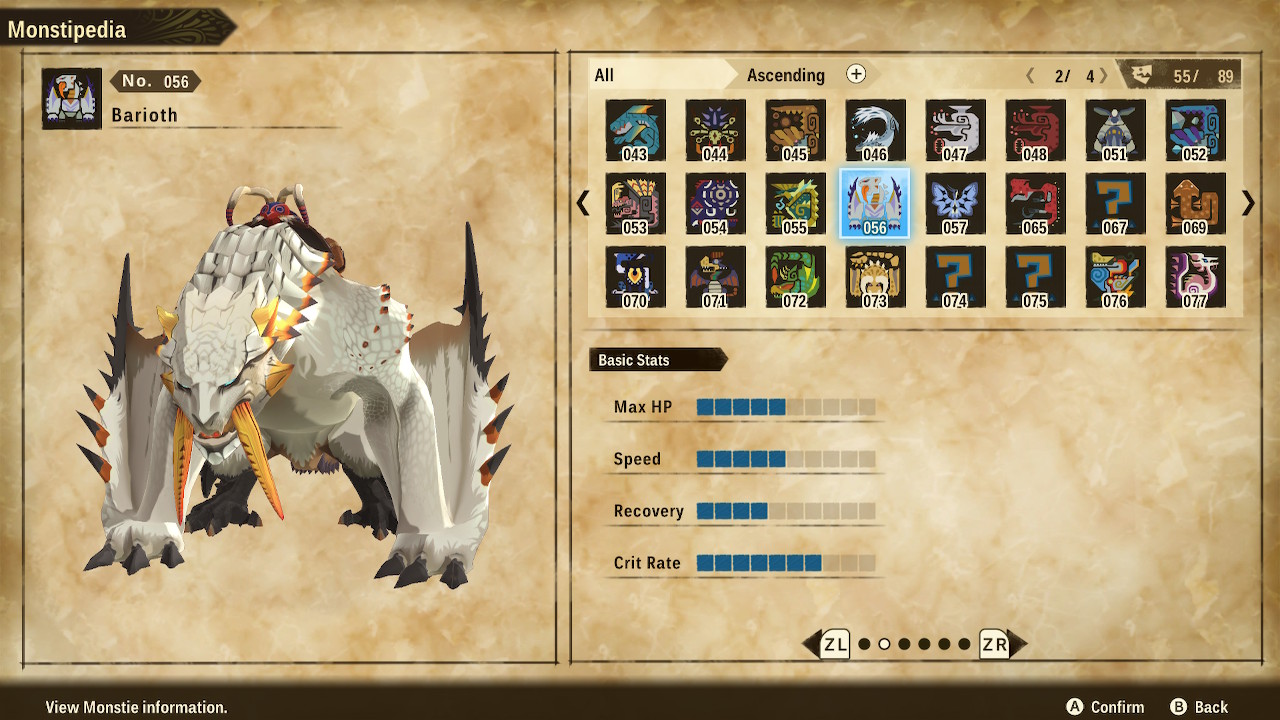 Monstipedia
No. 056
Barioth
All
Ascending
2/ 4
55/ 89
043 044 045 046 047 048 051 052
053 054 055 056 057 065 067 069
070 071 072 073 074 075 076 077
Basic Stats
Max HP
Speed
Recovery
Crit Rate
ZL
ZR
View Monstie information.
A Confirm
B Back